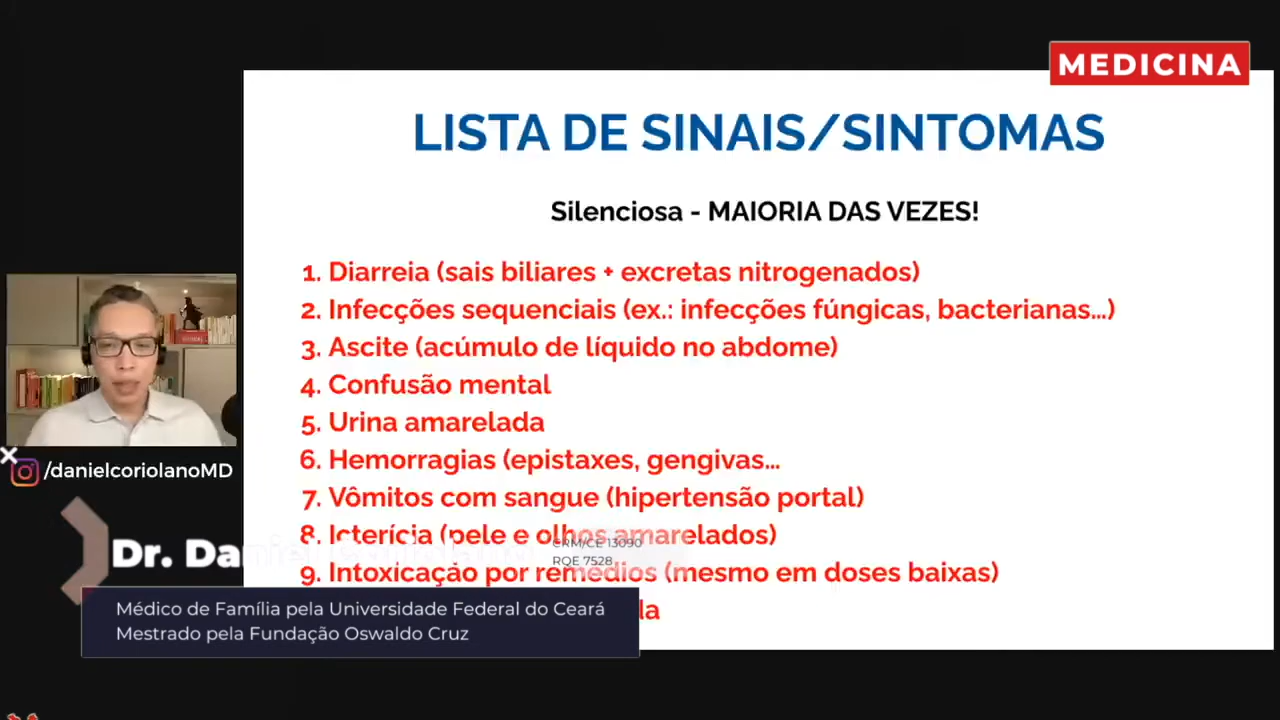 MEDICINA
LISTA DE SINAIS/SINTOMAS
Silenciosa - MAIORIA DAS VEZES!
1. Diarreia (sais biliares + excretas nitrogenados)
2. Infecções sequenciais (ex.: infecções fúngicas, bacterianas...)
3. Ascite (acúmulo de líquido no abdome)
4. Confusão mental
5. Urina amarelada
6. Hemorragias (epistaxes, gengivas...
7. Vômitos com sangue (hipertensão portal)
8. Icterícia (pele e olhos amarelados)
9. Intoxicação por remédios (mesmo em doses baixas)
la
/danielcoriolanoMD
Dr. Daniel Coriolano
CRM/CE 13090
RQE 7528
Médico de Família pela Universidade Federal do Ceará
Mestrado pela Fundação Oswaldo Cruz